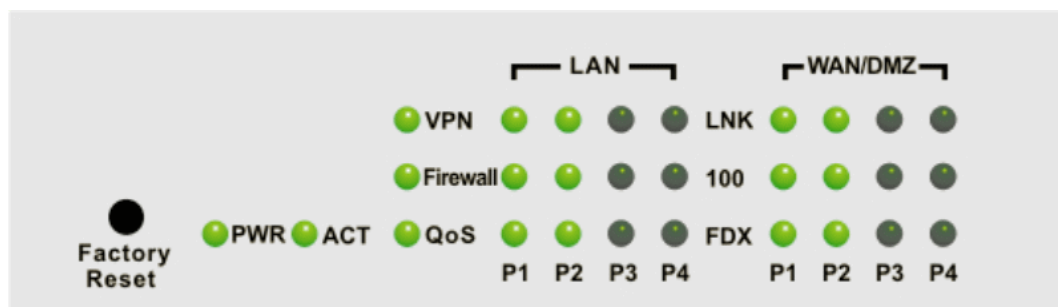 LAN WAN/DMZ
VPN LNK
Firewall 100
PWR ACT QoS FDX
Factory
Reset
P1 P2 P3 P4 P1 P2 P3 P4